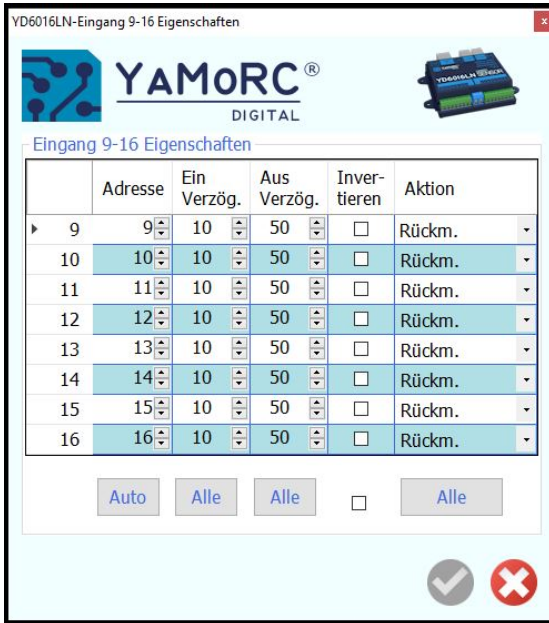 YD6016LN-Eingang 9-16 Eigenschaften
x
YAMoRC®
DIGITAL
YD6016LN SENSOR
Eingang 9-16 Eigenschaften
Adresse Ein Verzög. Aus Verzög. Inver-tieren Aktion
9 9 10 50 Rückm.
10 10 10 50 Rückm.
11 11 10 50 Rückm.
12 12 10 50 Rückm.
13 13 10 50 Rückm.
14 14 10 50 Rückm.
15 15 10 50 Rückm.
16 16 10 50 Rückm.
Auto Alle Alle Alle